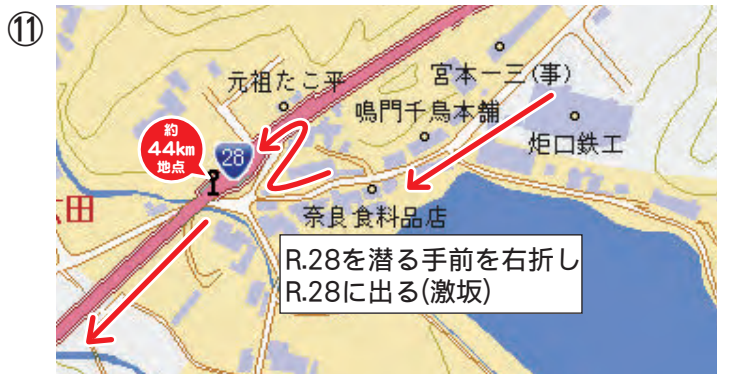 ⑪
元祖たこ平
宮本一三(事)
鳴門千鳥本舗
炬口鉄工
約
44km
地点
28
田
奈良食料品店
R.28を潜る手前を右折し
R.28に出る(激坂)